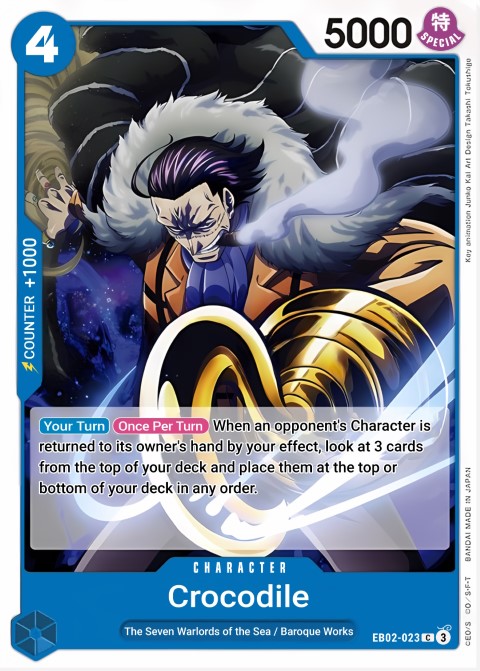 4
5000
特
SPECIAL
Key animation Junko Kai Art Design Takashi Tokushige
COUNTER +1000
Your Turn Once Per Turn When an opponent's Character is
returned to its owner's hand by your effect, look at 3 cards
from the top of your deck and place them at the top or
bottom of your deck in any order.
CHARACTER
Crocodile
The Seven Warlords of the Sea / Baroque Works
EB02-023 C 3
©E.O/S ©O/S・F・T BANDAI MADE IN JAPAN